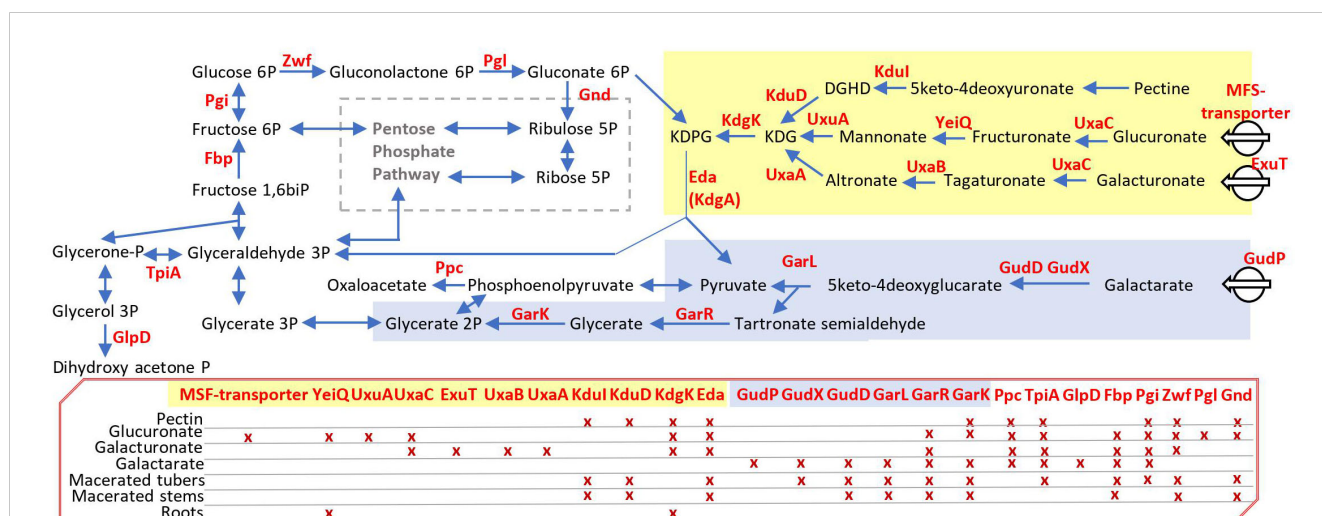 Zwf
Pgl
Glucose 6P
Gluconolactone 6P
Gluconate 6P
KduI
DGHD
5keto-4deoxyuronate
Pectine
Pgi
Gnd
KduD
MFS-
transporter
Fructose 6P
Pentose
Phosphate
Pathway
Ribulose 5P
KDPG
KdgK
KDG
UxuA
Mannonate
YeiQ
Fructuronate
UxaC
Glucuronate
Fbp
Ribose 5P
Eda
(KdgA)
UxaA
Altronate
UxaB
Tagaturonate
UxaC
Galacturonate
ExuT
Fructose 1,6biP
Glycerone-P
TpiA
Glyceraldehyde 3P
Oxaloacetate
Ppc
Phosphoenolpyruvate
Pyruvate
GarL
5keto-4deoxyglucarate
GudD GudX
Galactarate
GudP
Glycerol 3P
Glycerate 3P
Glycerate 2P
GarK
Glycerate
GarR
Tartronate semialdehyde
GlpD
Dihydroxy acetone P
MSF-transporter YeiQ UxuA UxaC ExuT UxaB UxaA KduI KduD KdgK Eda GudP GudX GudD GarL GarR GarK Ppc TpiA GlpD Fbp Pgi Zwf Pgl Gnd
Pectin x x x x x x x x x x
Glucuronate x x x x x x x x x x x x x x x
Galacturonate x x x x x x x x x x x x
Galactarate x x x x x x x x x x x
Macerated tubers x x x x x x x x x x x x x
Macerated stems x x x x x x x x x x
Roots x x